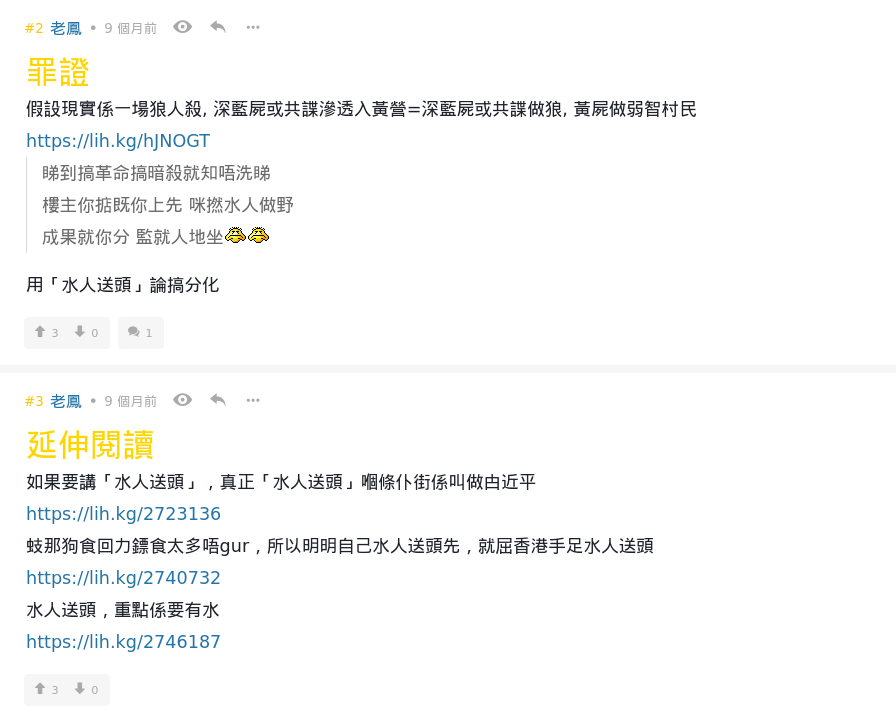 #2 老鳳 • 9 個月前
罪證
假設現實係一場狼人殺, 深藍屍或共諜滲透入黃營=深藍屍或共諜做狼, 黃屍做弱智村民
https://lih.kg/hJNOGT
睇到搞革命搞暗殺就知唔洗睇
樓主你掂既你上先 咪撚水人做野
成果就你分 監就人地坐
用「水人送頭」論搞分化
3 0 1
#3 老鳳 • 9 個月前
延伸閱讀
如果要講「水人送頭」，真正「水人送頭」嗰條仆街係叫做甴近平
https://lih.kg/2723136
蚊那狗食回力鏢食太多唔gur，所以明明自己水人送頭先，就屈香港手足水人送頭
https://lih.kg/2740732
水人送頭，重點係要有水
https://lih.kg/2746187
3 0